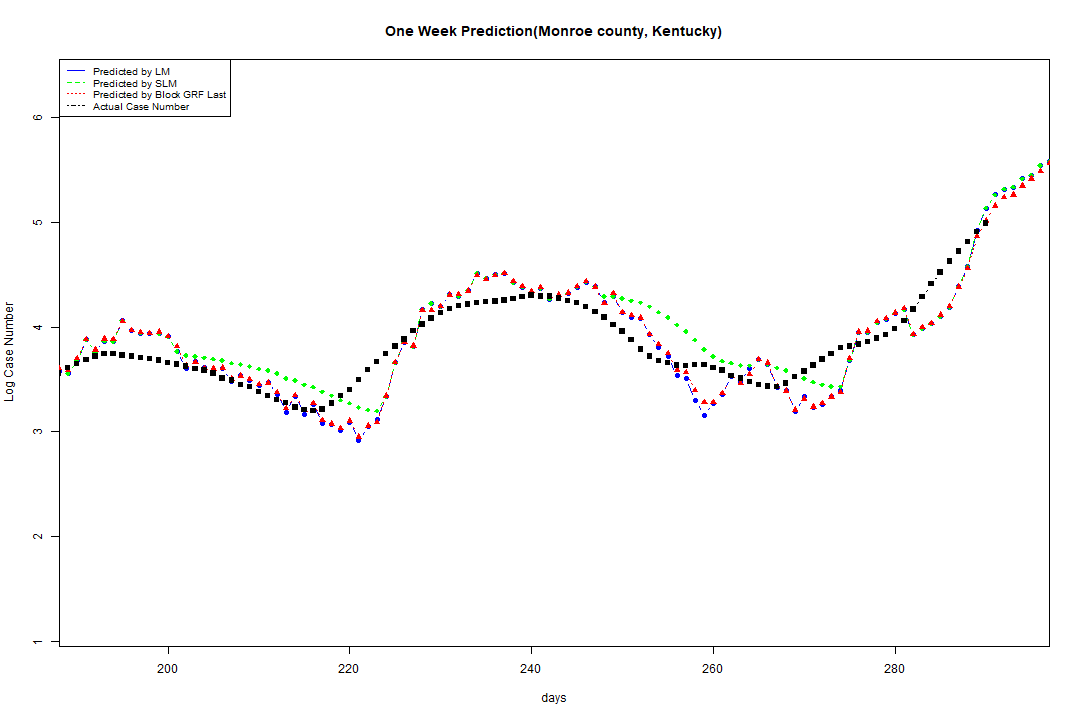 One Week Prediction(Monroe county, Kentucky)
Predicted by LM
Predicted by SLM
Predicted by Block GRF Last
Actual Case Number
Log Case Number
6
5
4
3
2
1
200 220 240 260 280
days